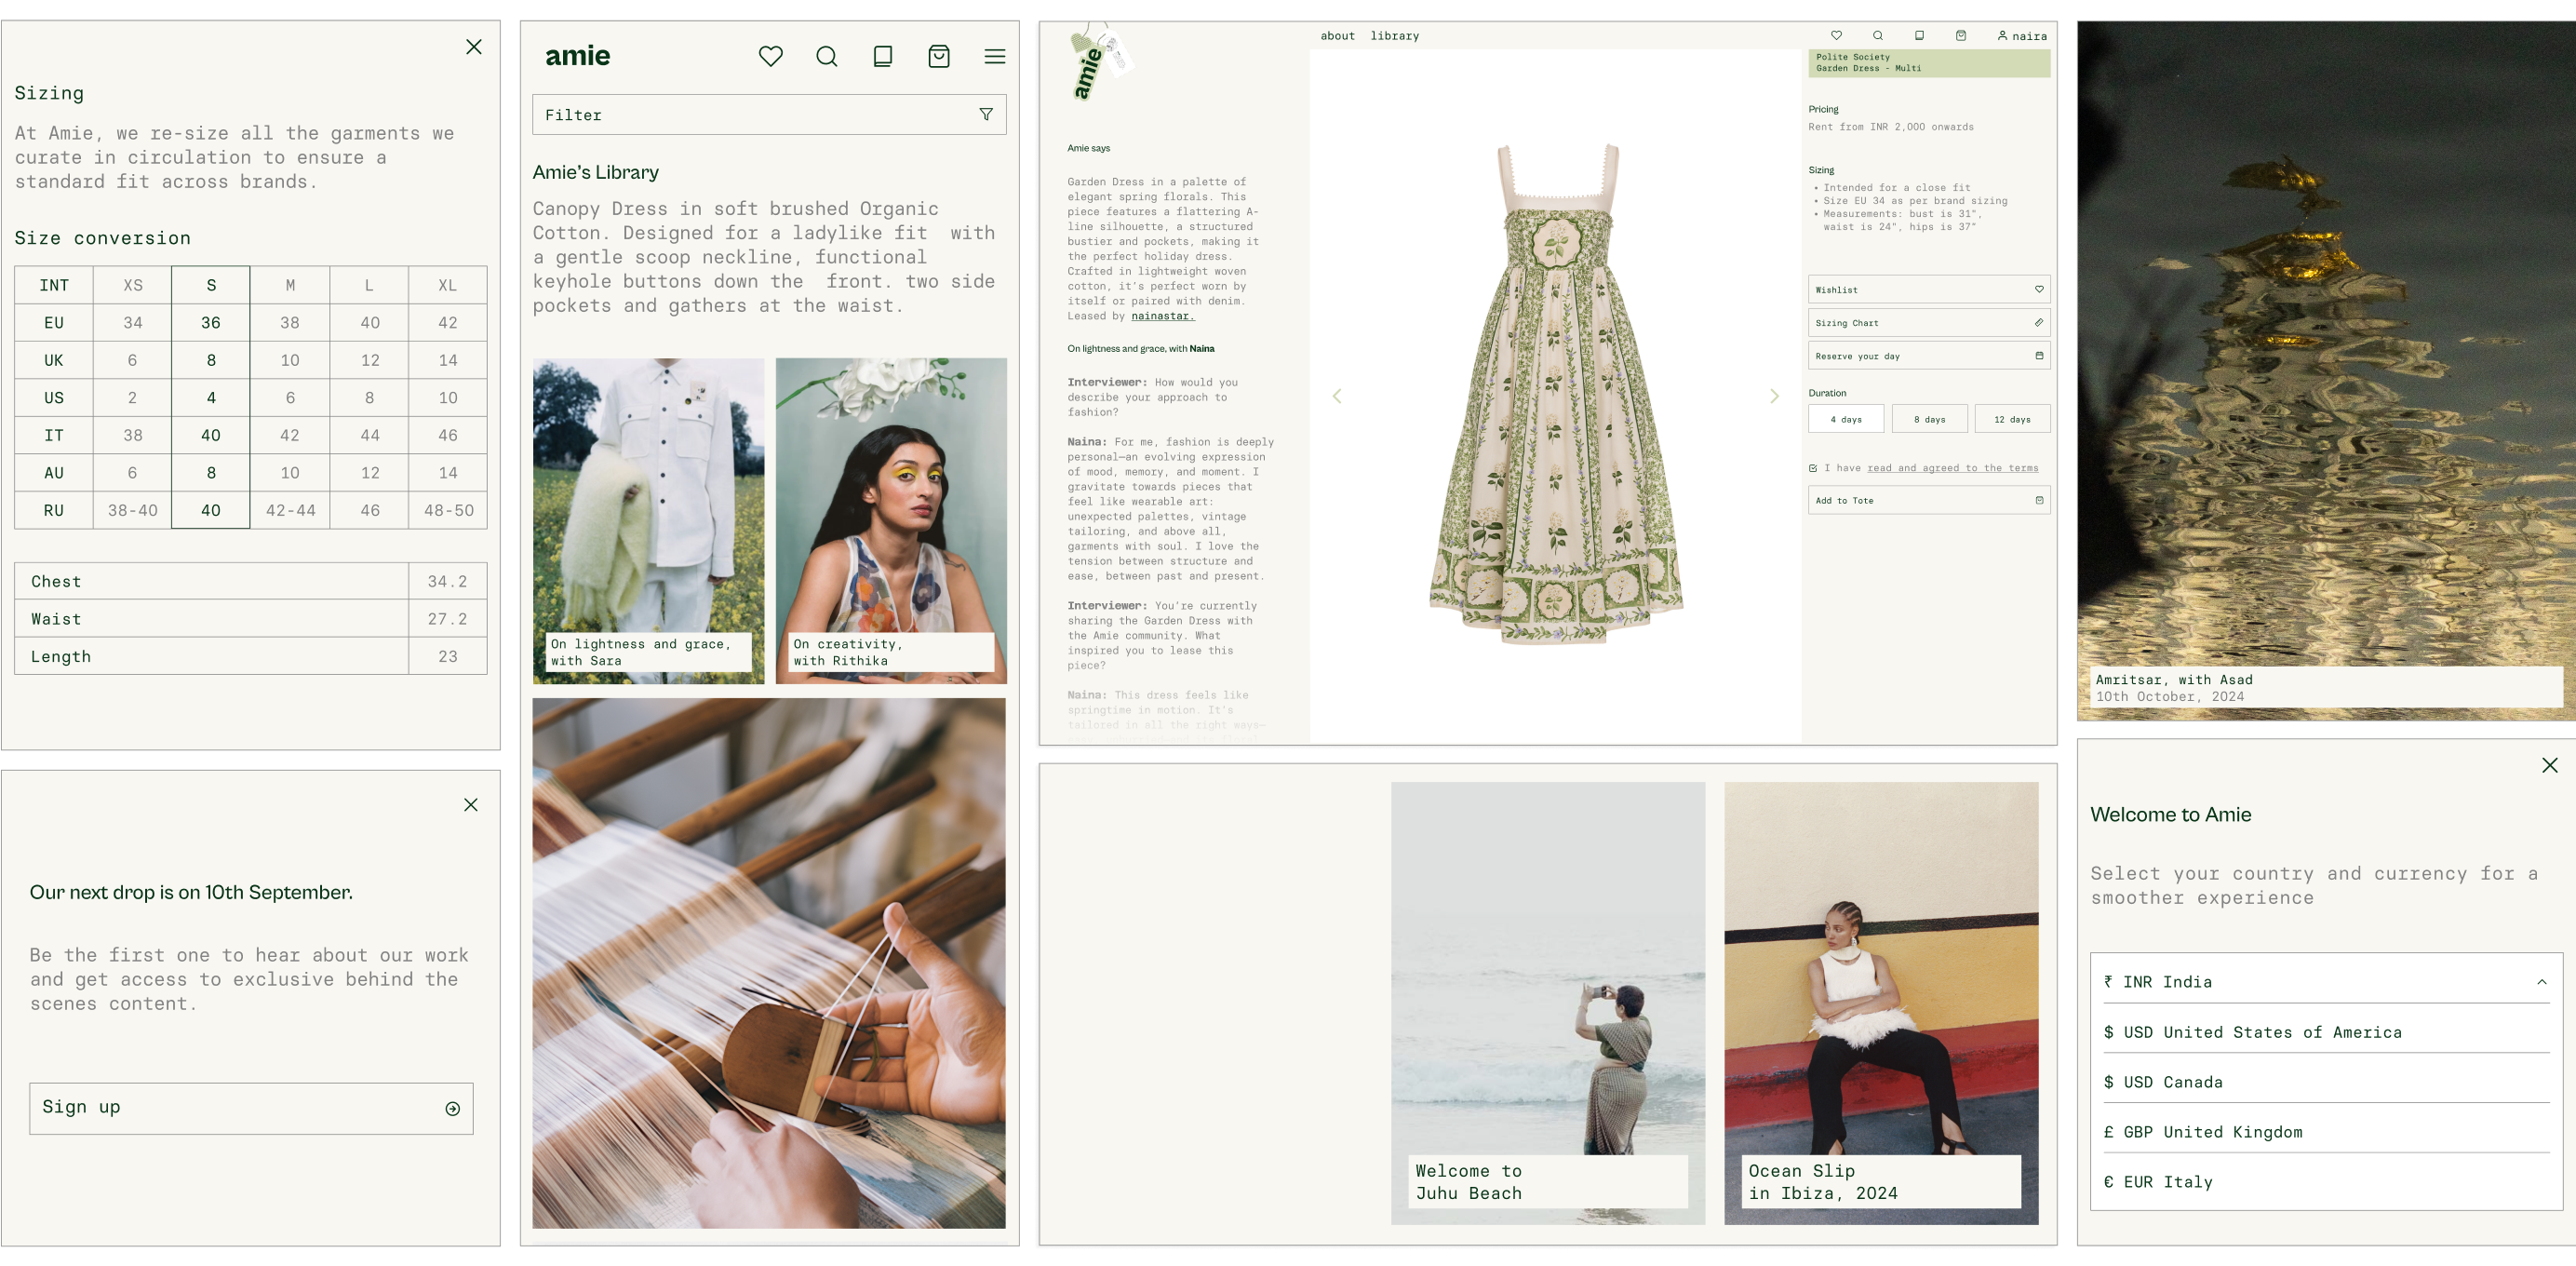 Sizing
At Amie, we re-size all the garments we
curate in circulation to ensure a
standard fit across brands.
Size conversion
INT XS S M L XL
EU 34 36 38 40 42
UK 6 8 10 12 14
US 2 4 6 8 10
IT 38 40 42 44 46
AU 6 8 10 12 14
RU 38-40 40 42-44 46 48-50
Chest 34.2
Waist 27.2
Length 23
Our next drop is on 10th September.
Be the first one to hear about our work
and get access to exclusive behind the
scenes content.
Sign up
amie
Filter
Amie's Library
Canopy Dress in soft brushed Organic
Cotton. Designed for a ladylike fit with
a gentle scoop neckline, functional
keyhole buttons down the front. two side
pockets and gathers at the waist.
On lightness and grace,
with Sara
On creativity,
with Rithika
amie
about library
naira
Amie says
Garden Dress in a palette of
elegant spring florals. This
piece features a flattering A-
line silhouette, a structured
bustier and pockets, making it
the perfect holiday dress.
Crafted in lightweight woven
cotton, it's perfect worn by
itself or paired with denim.
Leased by nainastar.
On lightness and grace, with Naina
Interviewer: How would you
describe your approach to
fashion?
Naina: For me, fashion is deeply
personal—an evolving expression
of mood, memory, and moment. I
gravitate towards pieces that
feel like wearable art:
unexpected palettes, vintage
tailoring, and above all,
garments with soul. I love the
tension between structure and
ease, between past and present.
Interviewer: You're currently
sharing the Garden Dress with
the Amie community. What
inspired you to lease this
piece?
Naina: This dress feels like
springtime in motion. It's
tailored in all the right ways—
Polite Society
Garden Dress - Multi
Pricing
Rent from INR 2,000 onwards
Sizing
• Intended for a close fit
• Size EU 34 as per brand sizing
• Measurements: bust is 31",
waist is 24", hips is 37"
Wishlist
Sizing Chart
Reserve your day
Duration
4 days 8 days 12 days
I have read and agreed to the terms
Add to Tote
Welcome to
Juhu Beach
Ocean Slip
in Ibiza, 2024
Amritsar, with Asad
10th October, 2024
Welcome to Amie
Select your country and currency for a
smoother experience
₹ INR India
$ USD United States of America
$ USD Canada
£ GBP United Kingdom
€ EUR Italy